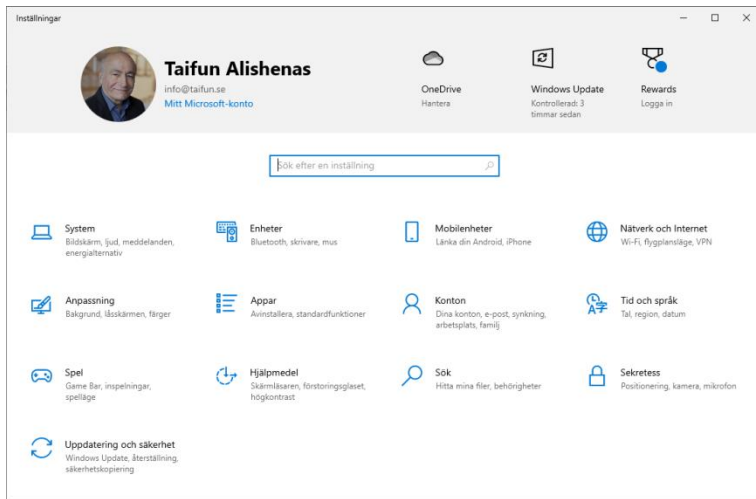 Inställningar
Taifun Alishenas
info@taifun.se
Mitt Microsoft-konto
OneDrive
Hantera
Windows Update
Kontrollerad: 3
timmar sedan
Rewards
Logga in
Sök efter en inställning
System
Bildskärm, ljud, meddelanden,
energialternativ
Enheter
Bluetooth, skrivare, mus
Mobilenheter
Länka din Android, iPhone
Nätverk och Internet
Wi-Fi, flygplansläge, VPN
Anpassning
Bakgrund, låsskärmen, färger
Appar
Avinstallera, standardfunktioner
Konton
Dina konton, e-post, synkning,
arbetsplats, familj
Tid och språk
Tal, region, datum
Spel
Game Bar, inspelningar,
spelläge
Hjälpmedel
Skärmläsaren, förstoringsglaset,
högkontrast
Sök
Hitta mina filer, behörigheter
Sekretess
Positionering, kamera, mikrofon
Uppdatering och säkerhet
Windows Update, återställning,
säkerhetskopiering